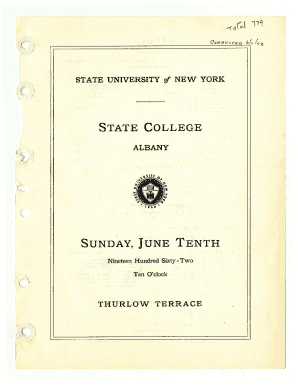 Total 779
STATE UNIVERSITY of NEW YORK
STATE COLLEGE
ALBANY
SUNDAY, JUNE TENTH
Nineteen Hundred Sixty-Two
Ten O'clock
THURLOW TERRACE